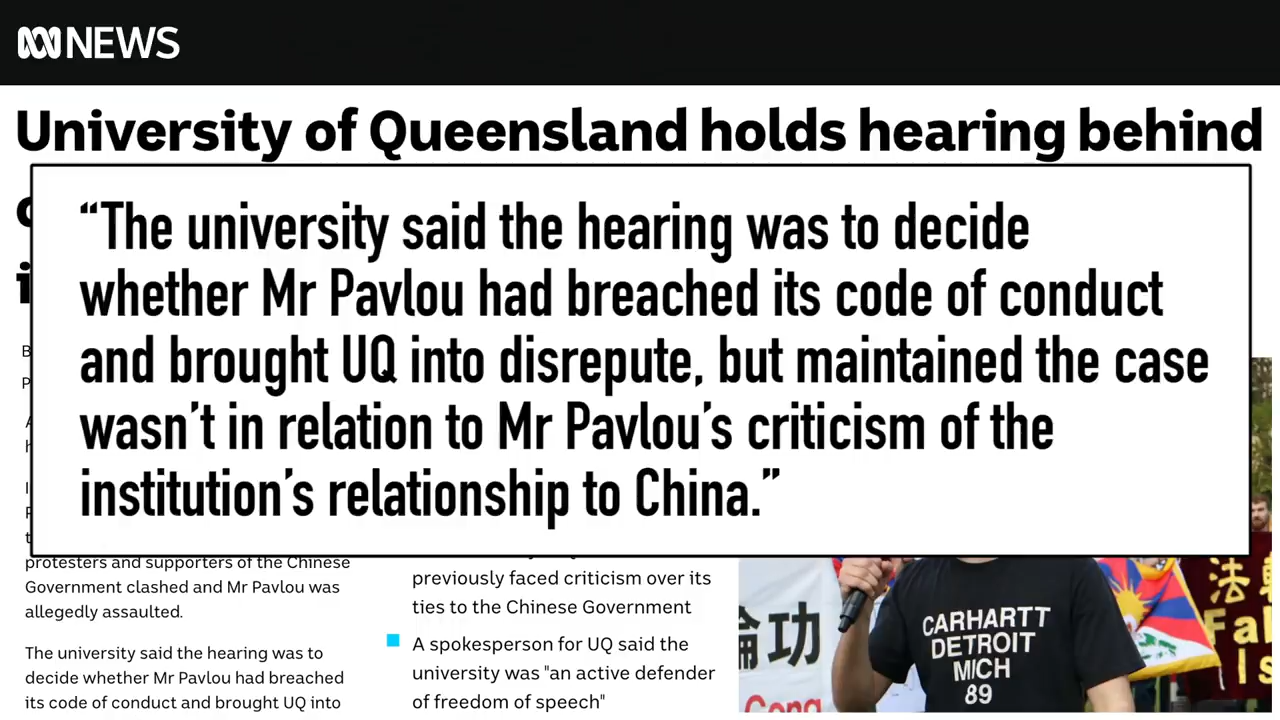 NEWS
University of Queensland holds hearing behind
“The university said the hearing was to decide
whether Mr Pavlou had breached its code of conduct
and brought UQ into disrepute, but maintained the case
wasn’t in relation to Mr Pavlou’s criticism of the
institution’s relationship to China.”
protesters and supporters of the Chinese
Government clashed and Mr Pavlou was
allegedly assaulted.
The university said the hearing was to
decide whether Mr Pavlou had breached
its code of conduct and brought UQ into
previously faced criticism over its
ties to the Chinese Government
A spokesperson for UQ said the
university was "an active defender
of freedom of speech"
功
Gong
CARHARTT
DETROIT
MICH
89
法
Fal
Is